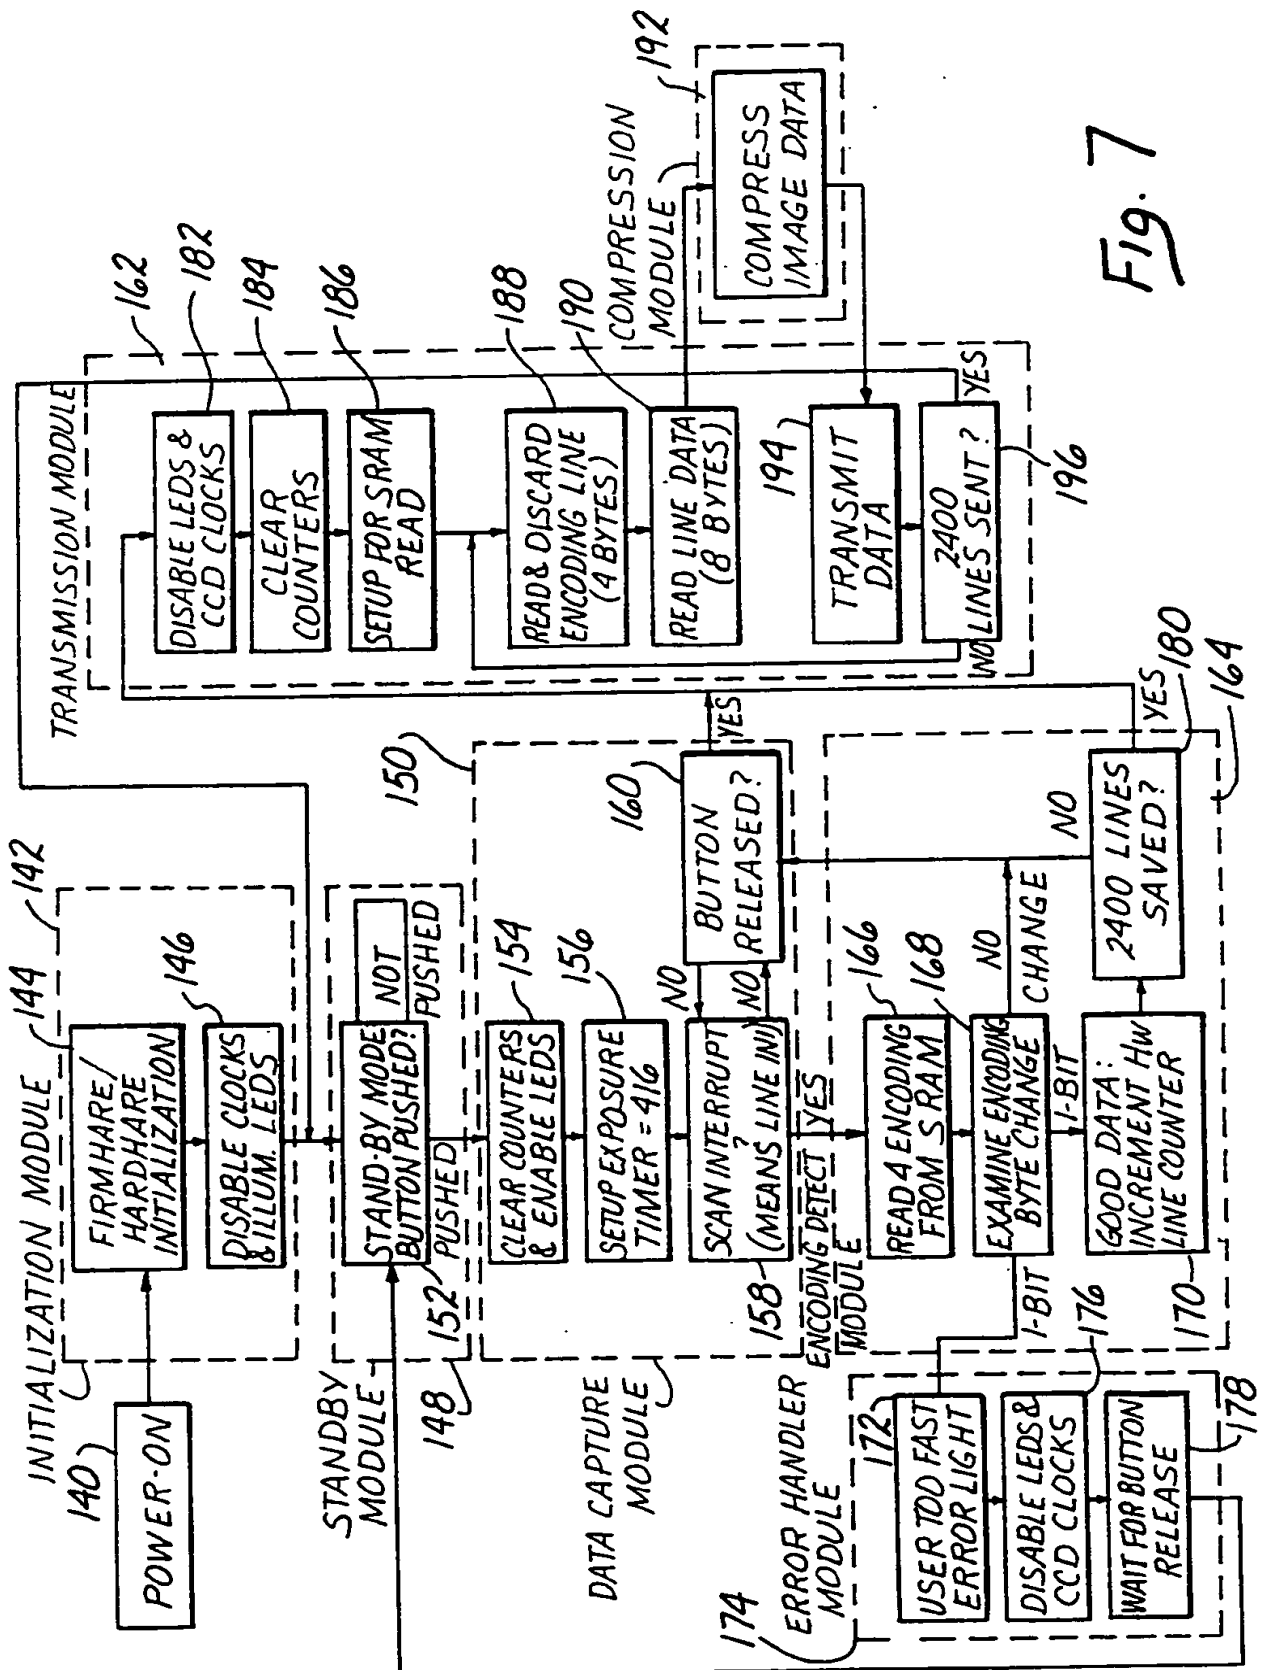 INITIALIZATION MODULE
142
144
140
POWER-ON
FIRMHARE/
HARDHARE
INITIALIZATION
146
DISABLE CLOCKS
& ILLUM. LEDS
STANDBY
MODULE
148
152
STAND-BY MODE
BUTTON PUSHED?
NOT
PUSHED
PUSHED
DATA CAPTURE
MODULE
150
154
CLEAR COUNTERS
& ENABLE LEDS
156
SETUP EXPOSURE
TIMER = 416
158
SCAN INTERRUPT
?
(MEANS LINE IN)
NO
NO
160
BUTTON
RELEASED?
YES
YES
ENCODING DETECT
MODULE
164
166
READ 4 ENCODING
FROM S RAM
168
EXAMINE ENCODING
BYTE CHANGE
NO
CHANGE
1-BIT
1-BIT
170
GOOD DATA:
INCREMENT HW
LINE COUNTER
2400 LINES
SAVED?
NO
YES
180
ERROR HANDLER
MODULE
174
172
USER TOO FAST
ERROR LIGHT
176
DISABLE LEDS &
CCD CLOCKS
178
WAIT FOR BUTTON
RELEASE
TRANSMISSION MODULE
162
182
DISABLE LEDS &
CCD CLOCKS
184
CLEAR
COUNTERS
186
SETUP FOR SRAM
READ
188
READ & DISCARD
ENCODING LINE
(4 BYTES)
190
READ LINE DATA
(8 BYTES)
COMPRESSION
MODULE
192
COMPRESS
IMAGE DATA
194
TRANSMIT
DATA
2400
LINES SENT?
NO
YES
196
Fig. 7